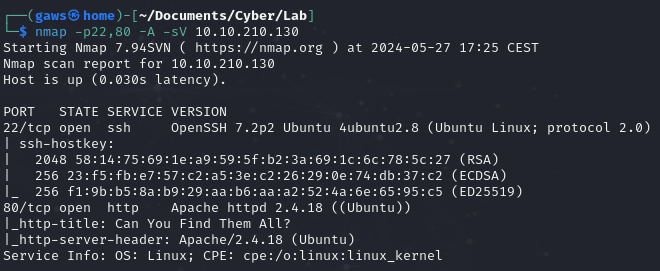 ┌──(gaws㉿home)-[~/Documents/Cyber/Lab]
└─$ nmap -p22,80 -A -sV 10.10.210.130
Starting Nmap 7.94SVN ( https://nmap.org ) at 2024-05-27 17:25 CEST
Nmap scan report for 10.10.210.130
Host is up (0.030s latency).

PORT   STATE SERVICE VERSION
22/tcp open  ssh     OpenSSH 7.2p2 Ubuntu 4ubuntu2.8 (Ubuntu Linux; protocol 2.0)
| ssh-hostkey:
|   2048 58:14:75:69:1e:a9:59:5f:b2:3a:69:1c:6c:78:5c:27 (RSA)
|   256 23:f5:fb:e7:57:c2:a5:3e:c2:26:29:0e:74:db:37:c2 (ECDSA)
|_  256 f1:9b:b5:8a:b9:29:aa:b6:aa:a2:52:4a:6e:65:95:c5 (ED25519)
80/tcp open  http    Apache httpd 2.4.18 ((Ubuntu))
|_http-title: Can You Find Them All?
|_http-server-header: Apache/2.4.18 (Ubuntu)
Service Info: OS: Linux; CPE: cpe:/o:linux:linux_kernel